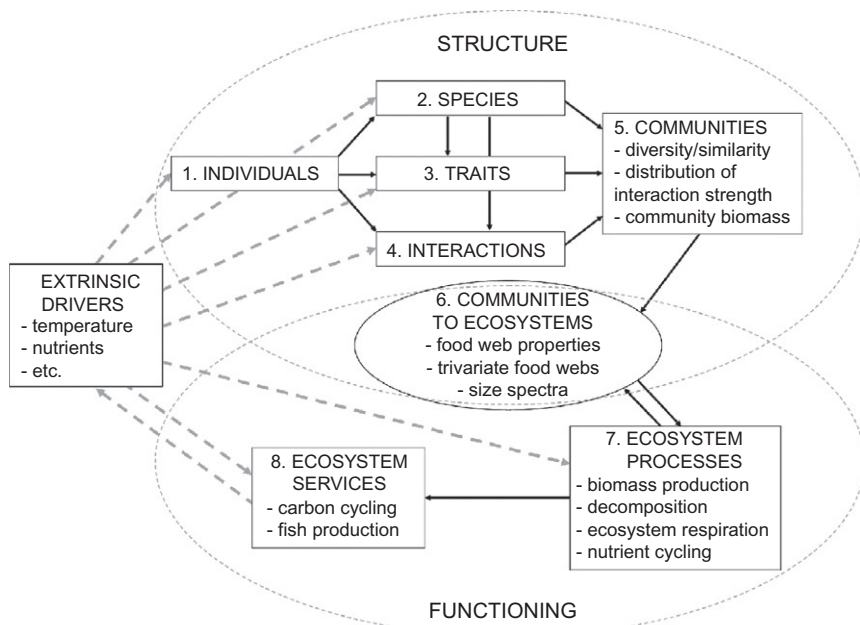 STRUCTURE
2. SPECIES
1. INDIVIDUALS
3. TRAITS
4. INTERACTIONS
5. COMMUNITIES
- diversity/similarity
- distribution of
interaction strength
- community biomass
EXTRINSIC
DRIVERS
- temperature
- nutrients
- etc.
6. COMMUNITIES
TO ECOSYSTEMS
- food web properties
- trivariate food webs
- size spectra
7. ECOSYSTEM
PROCESSES
- biomass production
- decomposition
- ecosystem respiration
- nutrient cycling
8. ECOSYSTEM
SERVICES
- carbon cycling
- fish production
FUNCTIONING